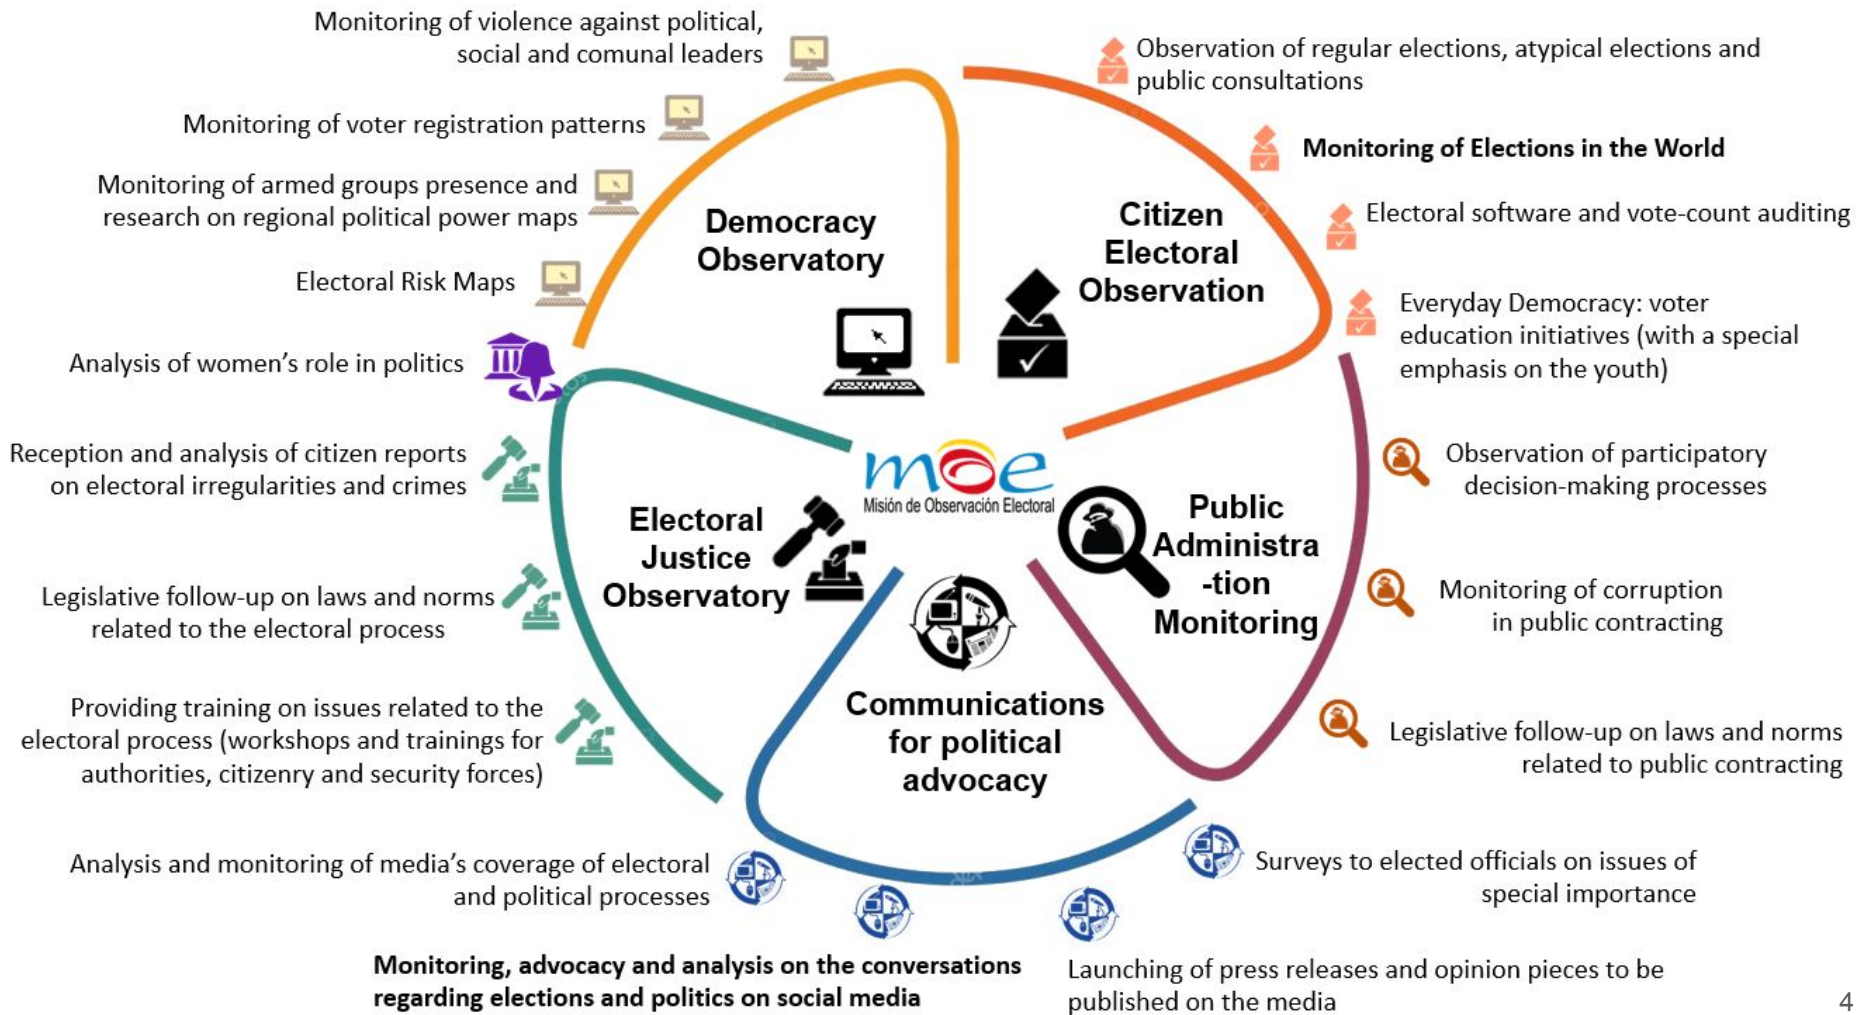 Monitoring of violence against political,
social and comunal leaders
Monitoring of voter registration patterns
Monitoring of armed groups presence and
research on regional political power maps
Electoral Risk Maps
Analysis of women’s role in politics
Reception and analysis of citizen reports
on electoral irregularities and crimes
Legislative follow-up on laws and norms
related to the electoral process
Providing training on issues related to the
electoral process (workshops and trainings for
authorities, citizenry and security forces)
Analysis and monitoring of media’s coverage of electoral
and political processes
Monitoring, advocacy and analysis on the conversations
regarding elections and politics on social media
Democracy
Observatory
Citizen
Electoral
Observation
moe
Misión de Observación Electoral
Electoral
Justice
Observatory
Public
Administra
-tion
Monitoring
Communications
for political
advocacy
Observation of regular elections, atypical elections and
public consultations
Monitoring of Elections in the World
Electoral software and vote-count auditing
Everyday Democracy: voter
education initiatives (with a special
emphasis on the youth)
Observation of participatory
decision-making processes
Monitoring of corruption
in public contracting
Legislative follow-up on laws and norms
related to public contracting
Surveys to elected officials on issues of
special importance
Launching of press releases and opinion pieces to be
published on the media
4